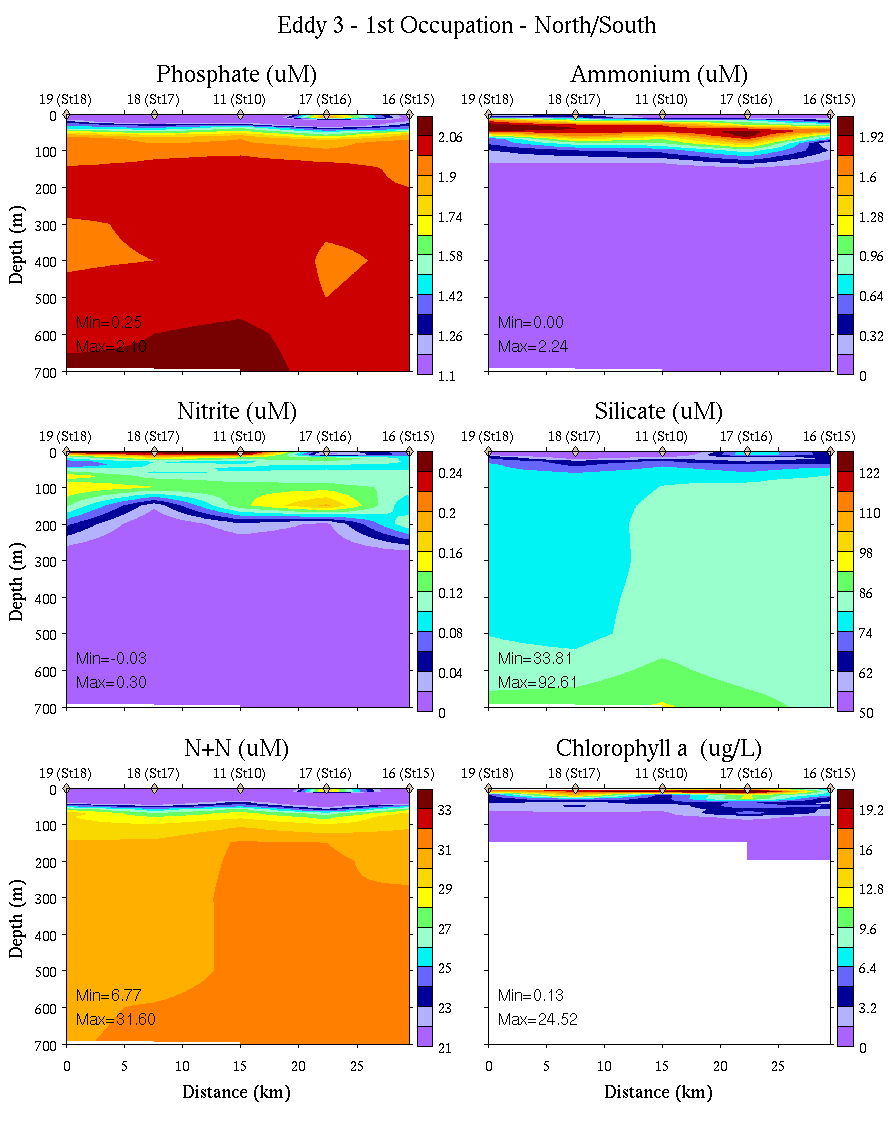 Eddy 3 - 1st Occupation - North/South
Phosphate (uM)
19 (St18) 18 (St17) 11 (St10) 17 (St16) 16 (St15)
0
100
200
300
400
500
600
700
Depth (m)
Min=0.25
Max=2.10
2.06
1.9
1.74
1.58
1.42
1.26
1.1
Ammonium (uM)
19 (St18) 18 (St17) 11 (St10) 17 (St16) 16 (St15)
Min=0.00
Max=2.24
1.92
1.6
1.28
0.96
0.64
0.32
0
Nitrite (uM)
19 (St18) 18 (St17) 11 (St10) 17 (St16) 16 (St15)
0
100
200
300
400
500
600
700
Depth (m)
Min=-0.03
Max=0.30
0.24
0.2
0.16
0.12
0.08
0.04
0
Silicate (uM)
19 (St18) 18 (St17) 11 (St10) 17 (St16) 16 (St15)
Min=33.81
Max=92.61
122
110
98
86
74
62
50
N+N (uM)
19 (St18) 18 (St17) 11 (St10) 17 (St16) 16 (St15)
0
100
200
300
400
500
600
700
Depth (m)
Min=6.77
Max=31.60
33
31
29
27
25
23
21
0 5 10 15 20 25
Distance (km)
Chlorophyll a (ug/L)
19 (St18) 18 (St17) 11 (St10) 17 (St16) 16 (St15)
Min=0.13
Max=24.52
19.2
16
12.8
9.6
6.4
3.2
0
0 5 10 15 20 25
Distance (km)